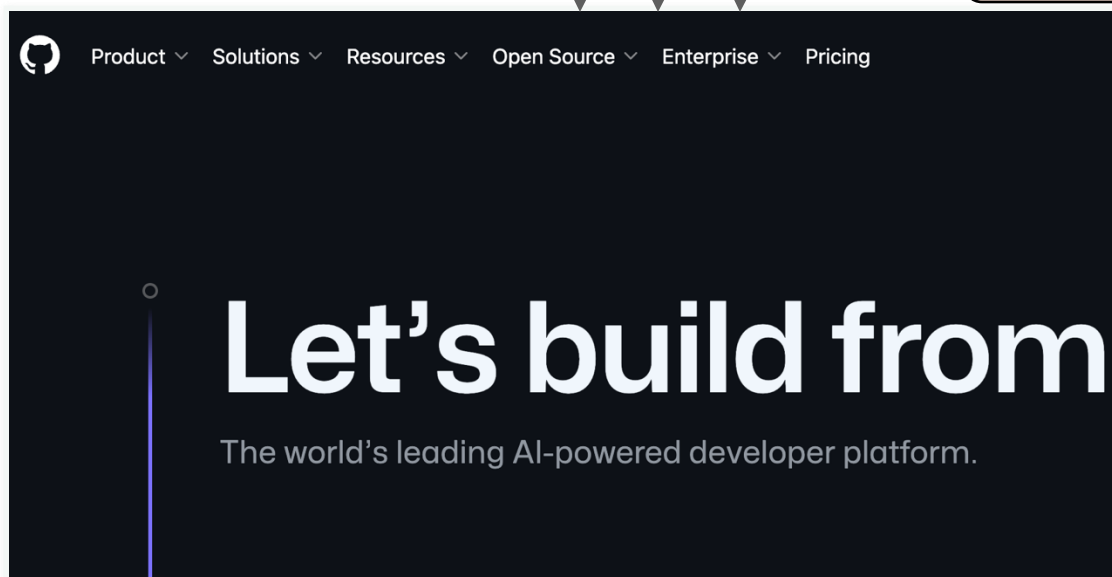 Product Solutions Resources Open Source Enterprise Pricing
Let’s build from
The world’s leading AI-powered developer platform.